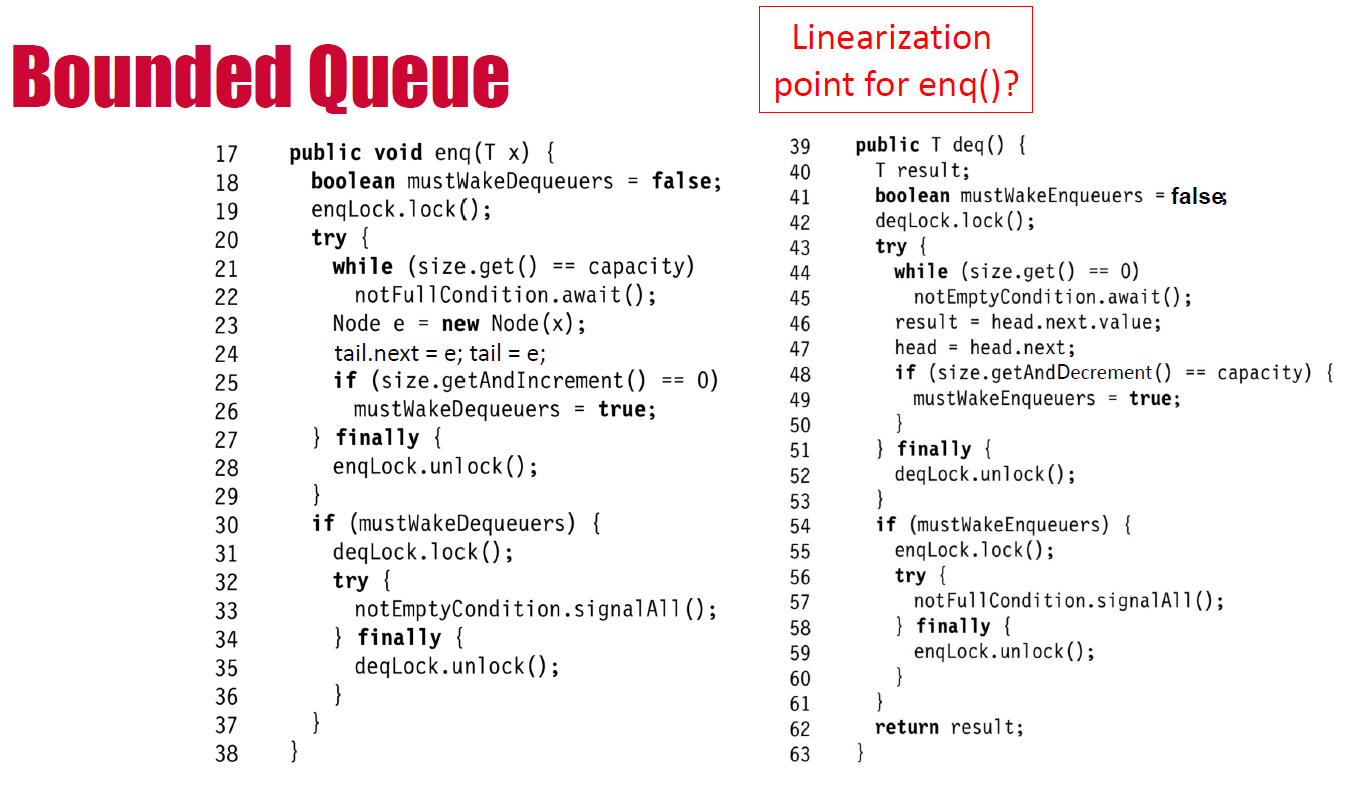 Bounded Queue
Linearization
point for enq()?
17 public void enq(T x) {
18 boolean mustWakeDequeuers = false;
19 enqLock.lock();
20 try {
21 while (size.get() == capacity)
22 notFullCondition.await();
23 Node e = new Node(x);
24 tail.next = e; tail = e;
25 if (size.getAndIncrement() == 0)
26 mustWakeDequeuers = true;
27 } finally {
28 enqLock.unlock();
29 }
30 if (mustWakeDequeuers) {
31 deqLock.lock();
32 try {
33 notEmptyCondition.signalAll();
34 } finally {
35 deqLock.unlock();
36 }
37 }
38 }
39 public T deq() {
40 T result;
41 boolean mustWakeEnqueuers = false;
42 deqLock.lock();
43 try {
44 while (size.get() == 0)
45 notEmptyCondition.await();
46 result = head.next.value;
47 head = head.next;
48 if (size.getAndDecrement() == capacity) {
49 mustWakeEnqueuers = true;
50 }
51 } finally {
52 deqLock.unlock();
53 }
54 if (mustWakeEnqueuers) {
55 enqLock.lock();
56 try {
57 notFullCondition.signalAll();
58 } finally {
59 enqLock.unlock();
60 }
61 }
62 return result;
63 }